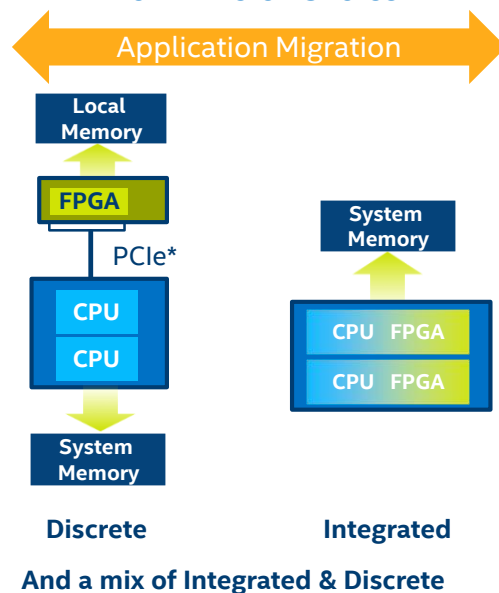 Application Migration
Local
Memory
FPGA
PCIe*
CPU
CPU
System
Memory
Discrete
System
Memory
CPU FPGA
CPU FPGA
Integrated
And a mix of Integrated & Discrete